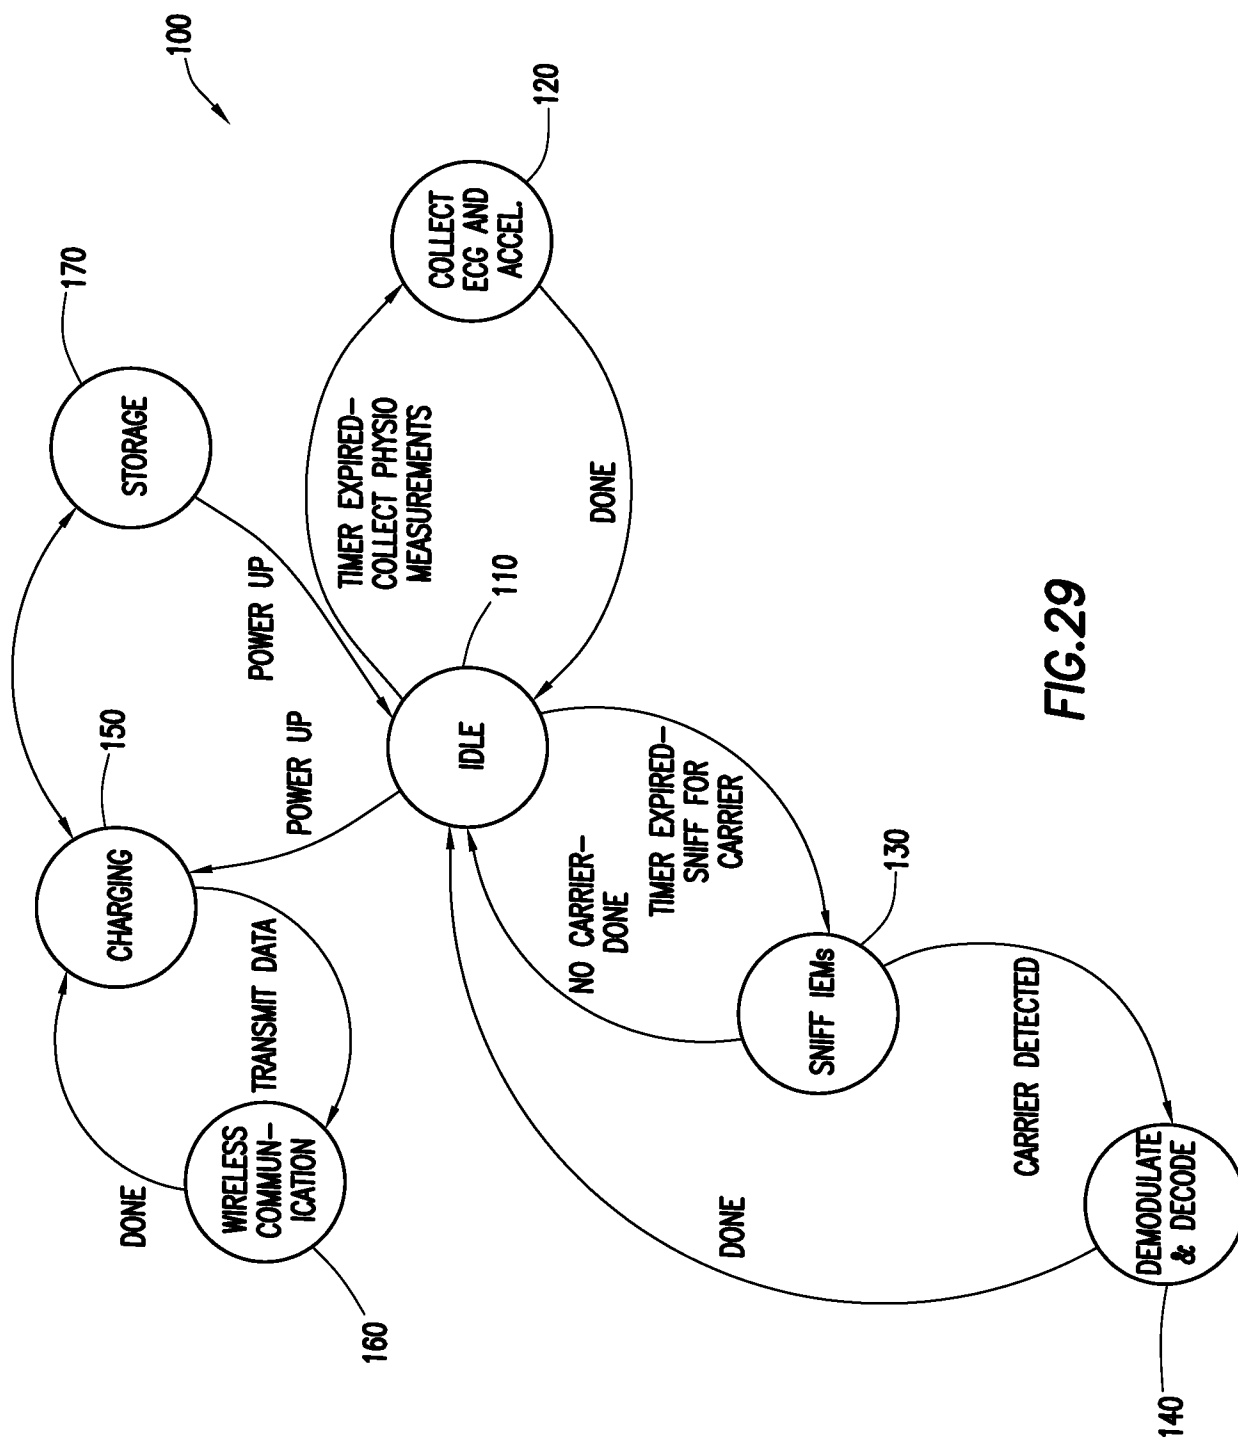 100
170
STORAGE
120
COLLECT
ECG AND
ACCEL.
150
CHARGING
POWER UP
POWER UP
TIMER EXPIRED–
COLLECT PHYSIO
MEASUREMENTS
110
IDLE
DONE
DONE
TRANSMIT DATA
WIRELESS
COMMUN–
ICATION
160
NO CARRIER–
DONE
TIMER EXPIRED–
SNIFF FOR
CARRIER
130
SNIFF IEMs
DONE
CARRIER DETECTED
DEMODULATE
& DECODE
140
FIG.29